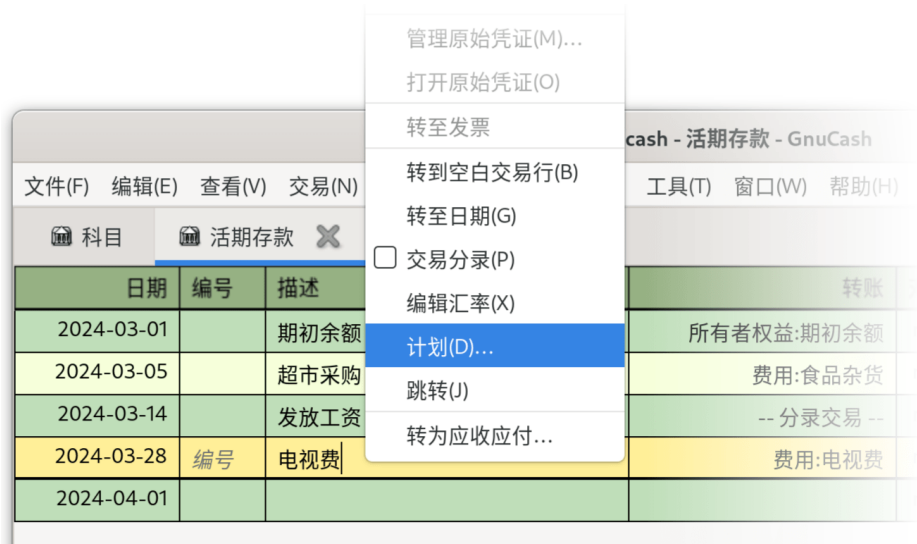 管理原始凭证(M)...
打开原始凭证(O)
转至发票
转到空白交易行(B)
转至日期(G)
交易分录(P)
编辑汇率(X)
计划(D)...
跳转(J)
转为应收应付...
cash - 活期存款 - GnuCash
文件(F) 编辑(E) 查看(V) 交易(N) 工具(T) 窗口(W) 帮助(H)
科目 活期存款
日期 编号 描述 转账
2024-03-01 期初余额 所有者权益:期初余额
2024-03-05 超市采购 费用:食品杂货
2024-03-14 发放工资 -- 分录交易 --
2024-03-28 编号 电视费 费用:电视费
2024-04-01